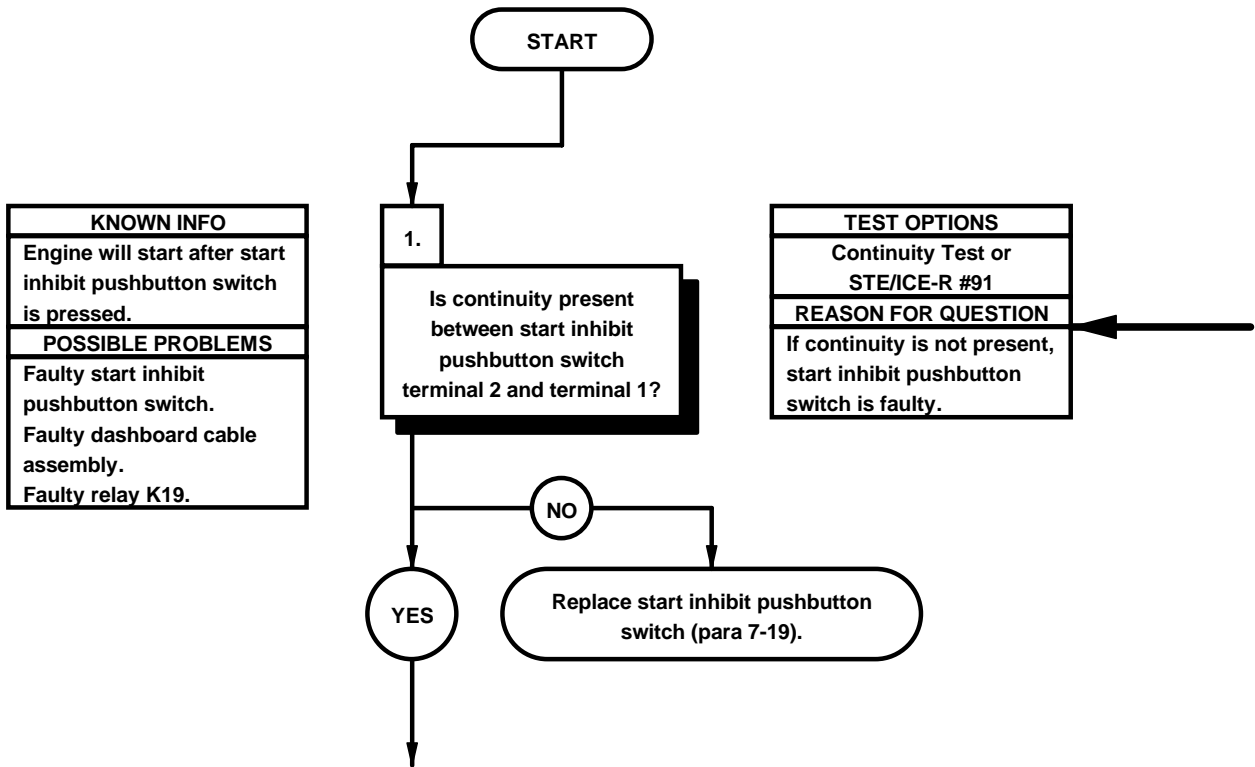 START
KNOWN INFO
Engine will start after start
inhibit pushbutton switch
is pressed.
POSSIBLE PROBLEMS
Faulty start inhibit
pushbutton switch.
Faulty dashboard cable
assembly.
Faulty relay K19.
1.
Is continuity present
between start inhibit
pushbutton switch
terminal 2 and terminal 1?
TEST OPTIONS
Continuity Test or
STE/ICE-R #91
REASON FOR QUESTION
If continuity is not present,
start inhibit pushbutton
switch is faulty.
NO
YES
Replace start inhibit pushbutton
switch (para 7-19).